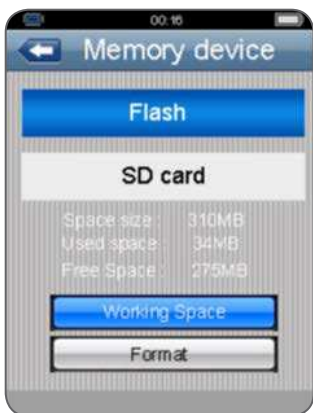 00:16
Memory device
Flash
SD card
Space size : 310MB
Used space 34MB
Free Space : 275MB
Working Space
Format